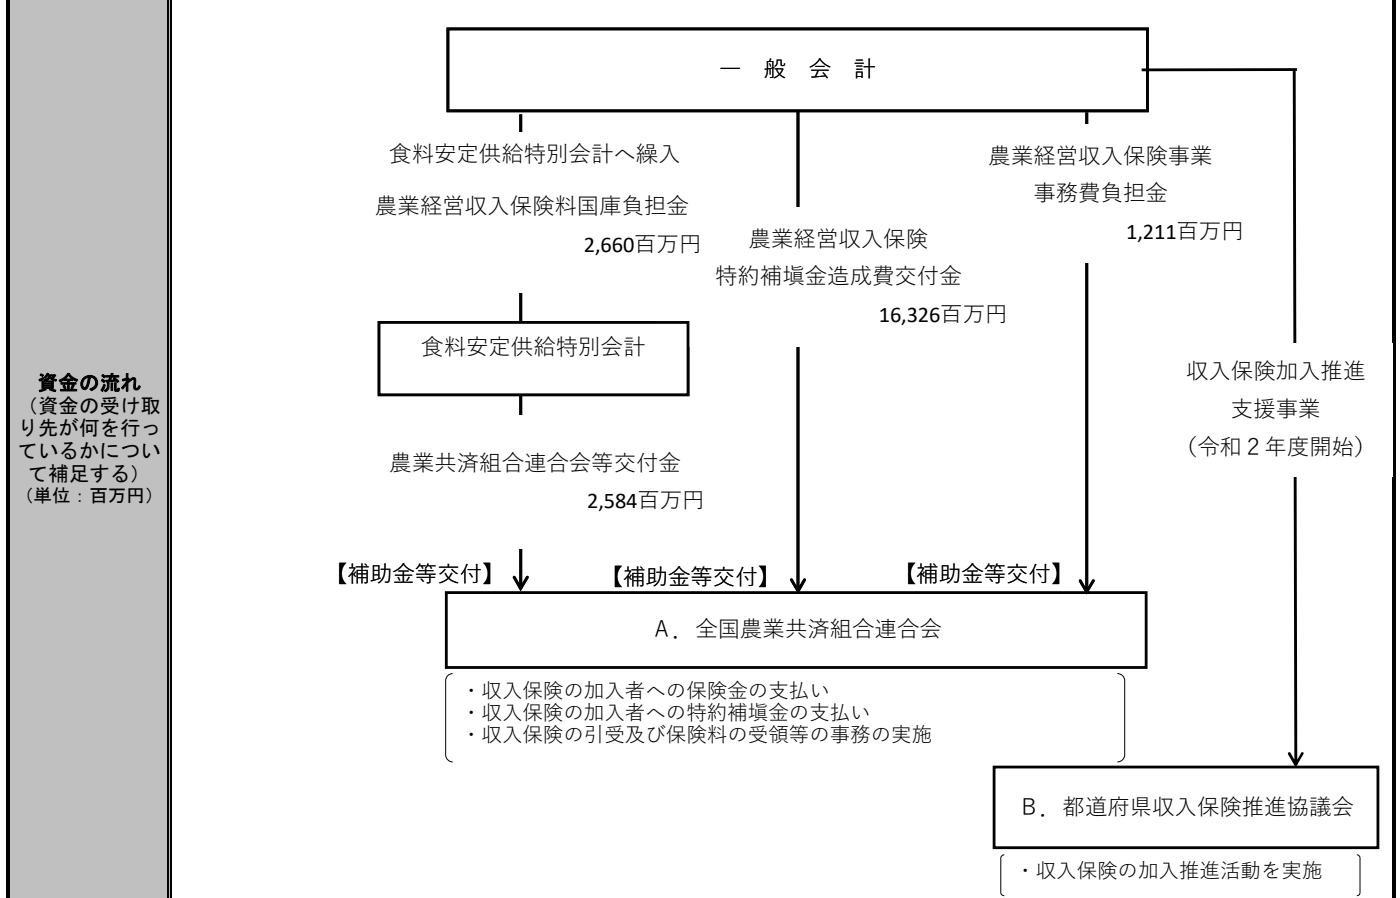 資金の流れ
（資金の受け取
り先が何を行っ
ているかについ
て補足する）
（単位：百万円）
一 般 会 計
食料安定供給特別会計へ繰入
農業経営収入保険料国庫負担金
2,660百万円
農業経営収入保険
特約補塡金造成費交付金
16,326百万円
農業経営収入保険事業
事務費負担金
1,211百万円
食料安定供給特別会計
収入保険加入推進
支援事業
（令和２年度開始）
農業共済組合連合会等交付金
2,584百万円
【補助金等交付】
【補助金等交付】
【補助金等交付】
Ａ．全国農業共済組合連合会
・収入保険の加入者への保険金の支払い
・収入保険の加入者への特約補塡金の支払い
・収入保険の引受及び保険料の受領等の事務の実施
Ｂ．都道府県収入保険推進協議会
・収入保険の加入推進活動を実施